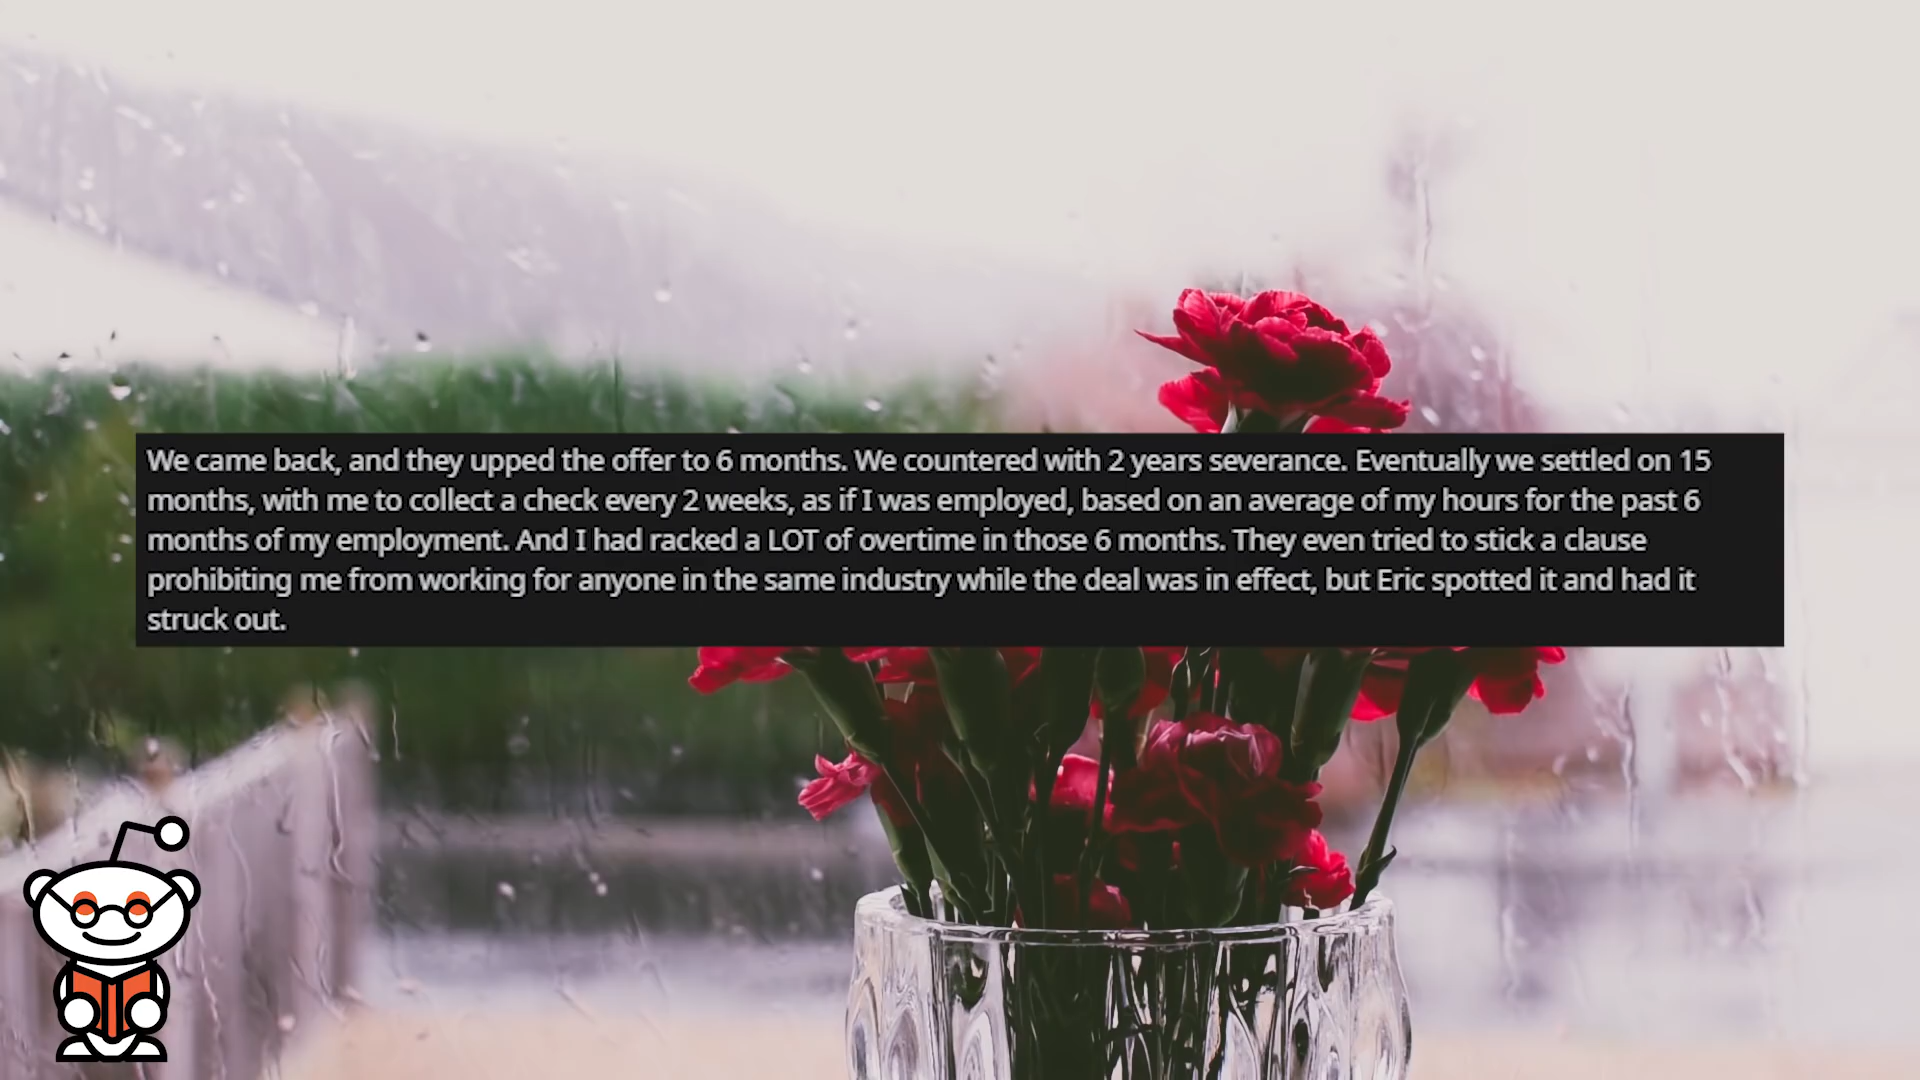 We came back, and they upped the offer to 6 months. We countered with 2 years severance. Eventually we settled on 15
months, with me to collect a check every 2 weeks, as if I was employed, based on an average of my hours for the past 6
months of my employment. And I had racked a LOT of overtime in those 6 months. They even tried to stick a clause
prohibiting me from working for anyone in the same industry while the deal was in effect, but Eric spotted it and had it
struck out.